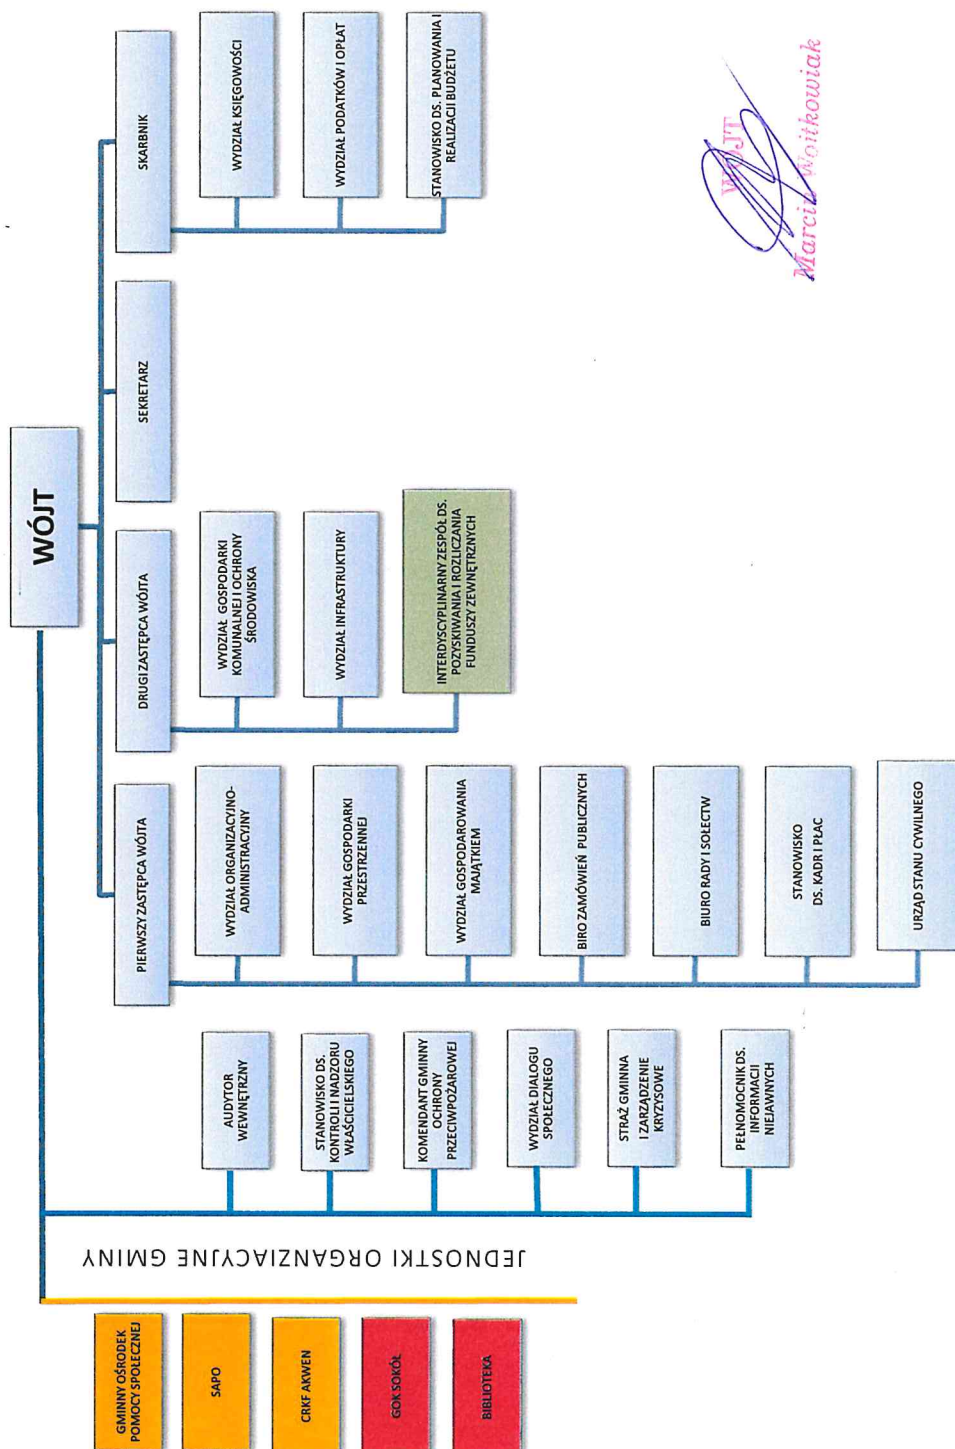 WÓJT
PIERWSZY ZASTĘPCA WÓJTA
DRUGI ZASTĘPCA WÓJTA
SEKRETARZ
SKARBNIK
AUDYTOR
WEWNĘTRZNY
STANOWISKO DS.
KONTROLI I NADZORU
WŁAŚCICIELSKIEGO
KOMENDANT GMINNY
OCHRONY
PRZECIWPOŻAROWEJ
WYDZIAŁ DIALOGU
SPOŁECZNEGO
STRAŻ GMINNA
I ZARZĄDZENIE
KRYZYSOWE
PEŁNOMOCNIK DS.
INFORMACJI
NIEJAWNYCH
WYDZIAŁ ORGANIZACYJNO-
ADMINISTRACYJNY
WYDZIAŁ GOSPODARKI
PRZESTRZENNEJ
WYDZIAŁ GOSPODAROWANIA
MAJĄTKIEM
BIRO ZAMÓWIEŃ PUBLICZNYCH
BIURO RADY I SOŁECTW
STANOWISKO
DS. KADR I PŁAC
URZĄD STANU CYWILNEGO
WYDZIAŁ GOSPODARKI
KOMUNALNEJ I OCHRONY
ŚRODOWISKA
WYDZIAŁ INFRASTRUKTURY
INTERDYSCYPLINARNY ZESPÓŁ DS.
POZYSKIWANIA I ROZLICZANIA
FUNDUSZY ZEWNĘTRZNYCH
WYDZIAŁ KSIĘGOWOŚCI
WYDZIAŁ PODATKÓW I OPŁAT
STANOWISKO DS. PLANOWANIA I
REALIZACJI BUDŻETU
JEDNOSTKI ORGANZIACYJNE GMINY
GMINNY OŚRODEK
POMOCY SPOŁECZNEJ
SAPO
CRKF AKWEN
GOK SOKÓŁ
BIBLIOTEKA
WÓJT
Marcin Wojtkowiak